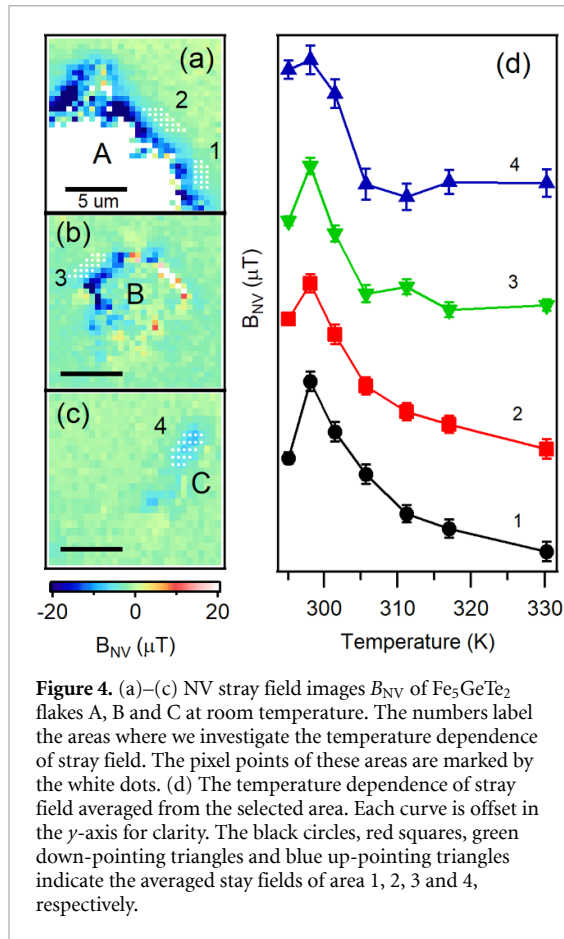 (a)
2
1
A
5 um
(b)
3
B
(c)
4
C
-20 0 20
B_NV (μT)
(d)
B_NV (μT)
4
3
2
1
300 310 320 330
Temperature (K)
Figure 4. (a)–(c) NV stray field images B_NV of Fe₅GeTe₂
flakes A, B and C at room temperature. The numbers label
the areas where we investigate the temperature dependence
of stray field. The pixel points of these areas are marked by
the white dots. (d) The temperature dependence of stray
field averaged from the selected area. Each curve is offset in
the y-axis for clarity. The black circles, red squares, green
down-pointing triangles and blue up-pointing triangles
indicate the averaged stay fields of area 1, 2, 3 and 4,
respectively.